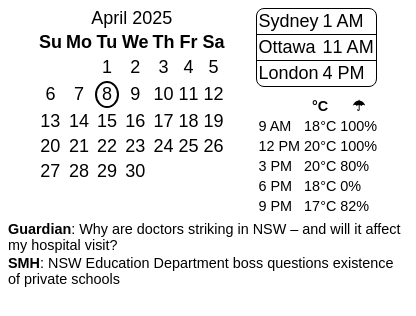 April 2025
Su Mo Tu We Th Fr Sa
1 2 3 4 5
6 7 8 9 10 11 12
13 14 15 16 17 18 19
20 21 22 23 24 25 26
27 28 29 30
Sydney 1 AM
Ottawa 11 AM
London 4 PM
°C ☂
9 AM 18°C 100%
12 PM 20°C 100%
3 PM 20°C 80%
6 PM 18°C 0%
9 PM 17°C 82%
Guardian: Why are doctors striking in NSW – and will it affect
my hospital visit?
SMH: NSW Education Department boss questions existence
of private schools